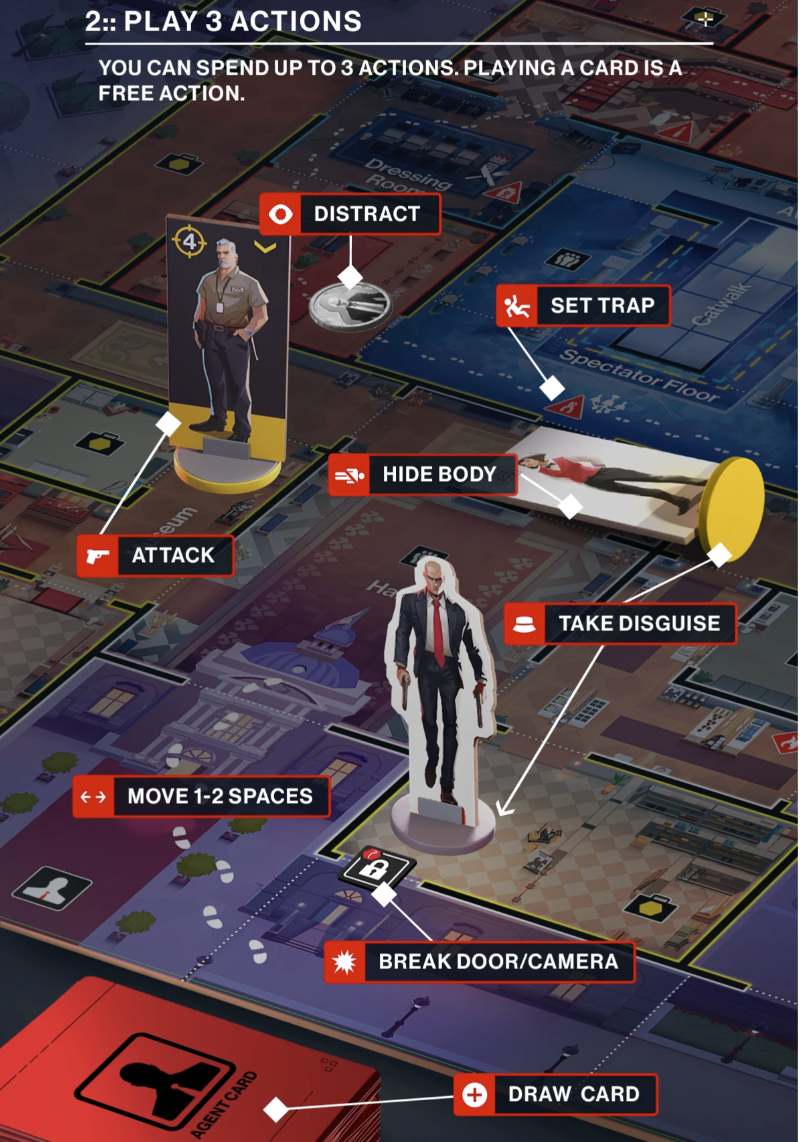 2:: PLAY 3 ACTIONS
YOU CAN SPEND UP TO 3 ACTIONS. PLAYING A CARD IS A
FREE ACTION.
Dressing
Room
DISTRACT
4
SET TRAP
Catwalk
Spectator Floor
HIDE BODY
ATTACK
TAKE DISGUISE
MOVE 1-2 SPACES
BREAK DOOR/CAMERA
AGENT CARD
DRAW CARD